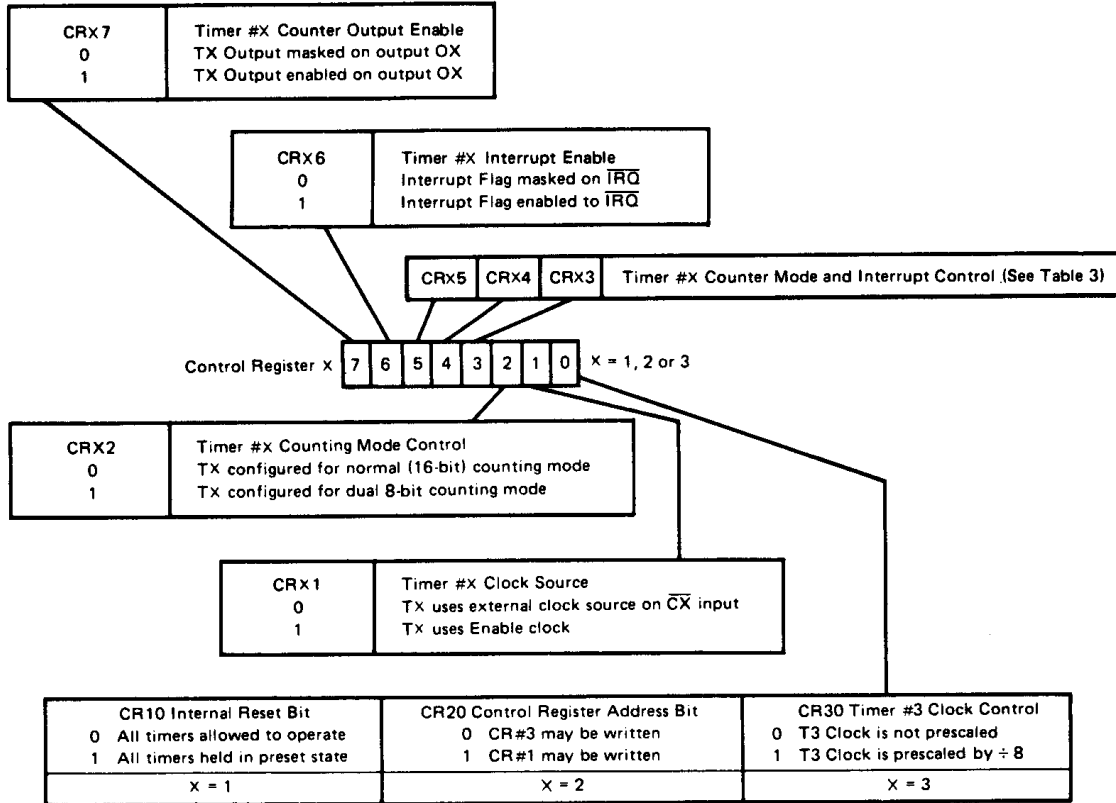 CRX7 Timer #X Counter Output Enable
0 TX Output masked on output OX
1 TX Output enabled on output OX
CRX6 Timer #X Interrupt Enable
0 Interrupt Flag masked on I̅R̅Q̅
1 Interrupt Flag enabled to I̅R̅Q̅
CRX5 CRX4 CRX3 Timer #X Counter Mode and Interrupt Control (See Table 3)
Control Register X 7 6 5 4 3 2 1 0 X = 1, 2 or 3
CRX2 Timer #X Counting Mode Control
0 TX configured for normal (16-bit) counting mode
1 TX configured for dual 8-bit counting mode
CRX1 Timer #X Clock Source
0 TX uses external clock source on C̅X̅ input
1 TX uses Enable clock
CR10 Internal Reset Bit
0 All timers allowed to operate
1 All timers held in preset state
X = 1
CR20 Control Register Address Bit
0 CR#3 may be written
1 CR#1 may be written
X = 2
CR30 Timer #3 Clock Control
0 T3 Clock is not prescaled
1 T3 Clock is prescaled by ÷ 8
X = 3